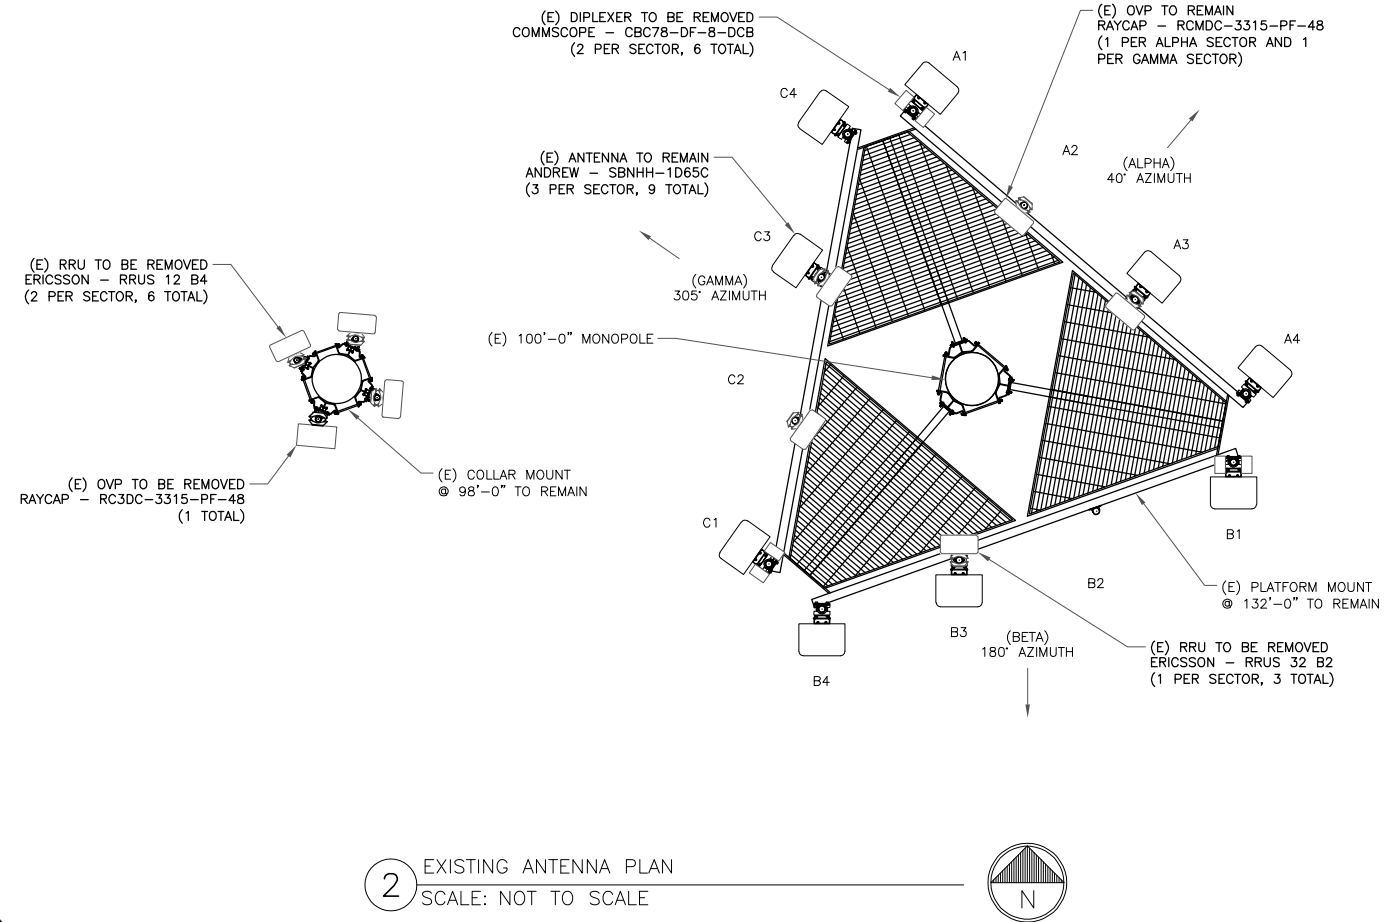 (E) DIPLEXER TO BE REMOVED
COMMSCOPE - CBC78-DF-8-DCB
(2 PER SECTOR, 6 TOTAL)
(E) OVP TO REMAIN
RAYCAP - RCMDC-3315-PF-48
(1 PER ALPHA SECTOR AND 1
PER GAMMA SECTOR)
A1
C4
A2
(ALPHA)
40° AZIMUTH
(E) ANTENNA TO REMAIN
ANDREW - SBNHH-1D65C
(3 PER SECTOR, 9 TOTAL)
C3
A3
(GAMMA)
305° AZIMUTH
(E) RRU TO BE REMOVED
ERICSSON - RRUS 12 B4
(2 PER SECTOR, 6 TOTAL)
(E) 100'-0" MONOPOLE
A4
C2
(E) COLLAR MOUNT
@ 98'-0" TO REMAIN
(E) OVP TO BE REMOVED
RAYCAP - RC3DC-3315-PF-48
(1 TOTAL)
C1
B1
B2
(E) PLATFORM MOUNT
@ 132'-0" TO REMAIN
B3
(BETA)
180° AZIMUTH
(E) RRU TO BE REMOVED
ERICSSON - RRUS 32 B2
(1 PER SECTOR, 3 TOTAL)
B4
2
EXISTING ANTENNA PLAN
SCALE: NOT TO SCALE
N